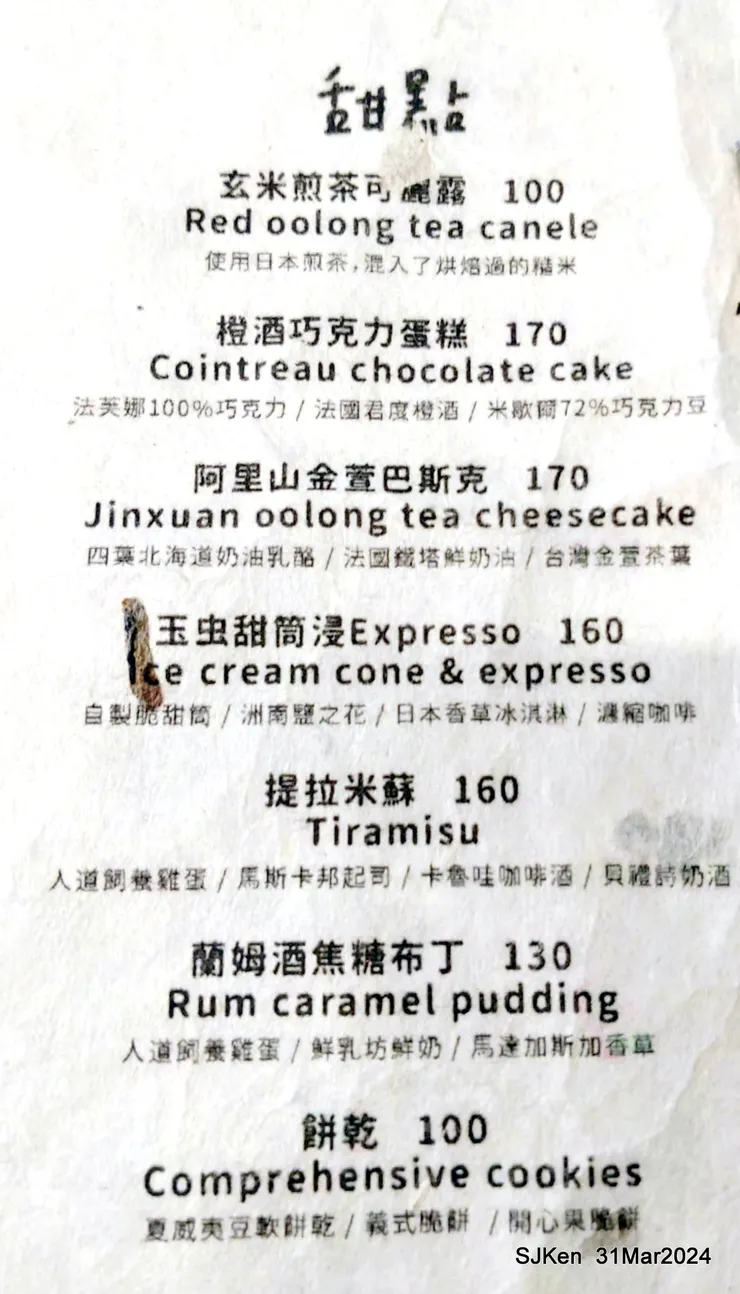 甜點
玄米煎茶可麗露 100
Red oolong tea canele
使用日本煎茶,混入了烘焙過的糙米
橙酒巧克力蛋糕 170
Cointreau chocolate cake
法芙娜100%巧克力 / 法國君度橙酒 / 米歇爾72%巧克力豆
阿里山金萱巴斯克 170
Jinxuan oolong tea cheesecake
四葉北海道奶油乳酪 / 法國鐵塔鮮奶油 / 台灣金萱茶葉
玉虫甜筒浸Expresso 160
Ice cream cone & expresso
自製脆甜筒 / 洲南鹽之花 / 日本香草冰淇淋 / 濃縮咖啡
提拉米蘇 160
Tiramisu
人道飼養雞蛋 / 馬斯卡邦起司 / 卡魯哇咖啡酒 / 貝禮詩奶酒
蘭姆酒焦糖布丁 130
Rum caramel pudding
人道飼養雞蛋 / 鮮乳坊鮮奶 / 馬達加斯加香草
餅乾 100
Comprehensive cookies
夏威夷豆軟餅乾 / 義式脆餅 / 開心果脆餅
SJKen 31Mar2024